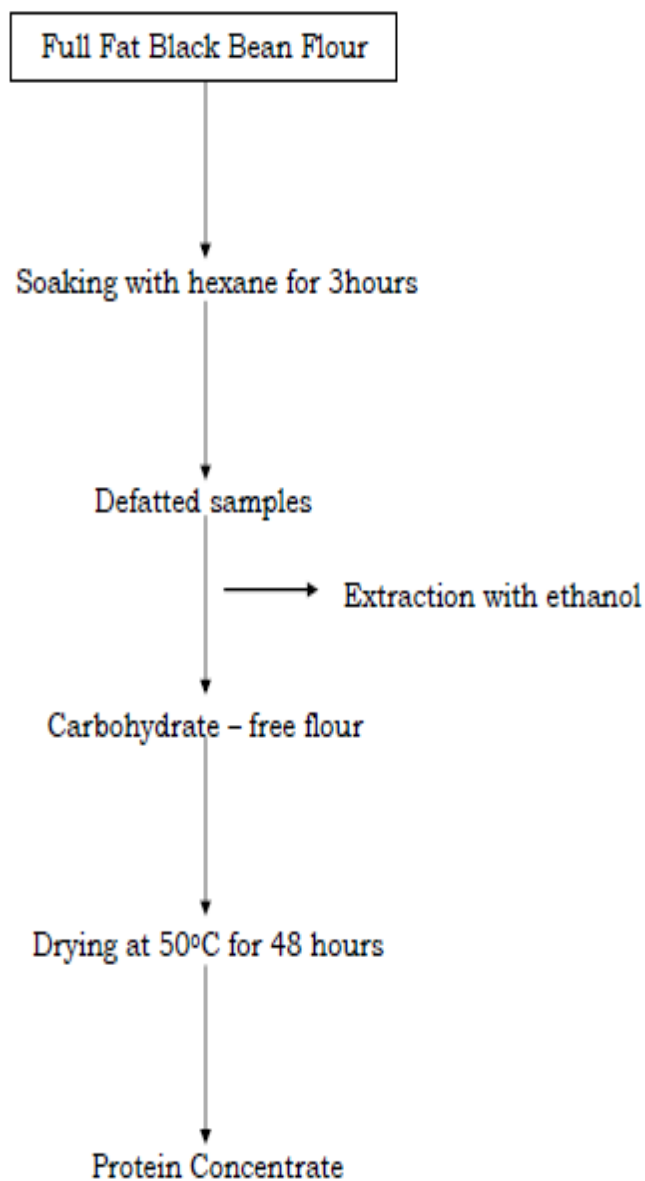 Full Fat Black Bean Flour
Soaking with hexane for 3hours
Defatted samples
Extraction with ethanol
Carbohydrate – free flour
Drying at 50ºC for 48 hours
Protein Concentrate